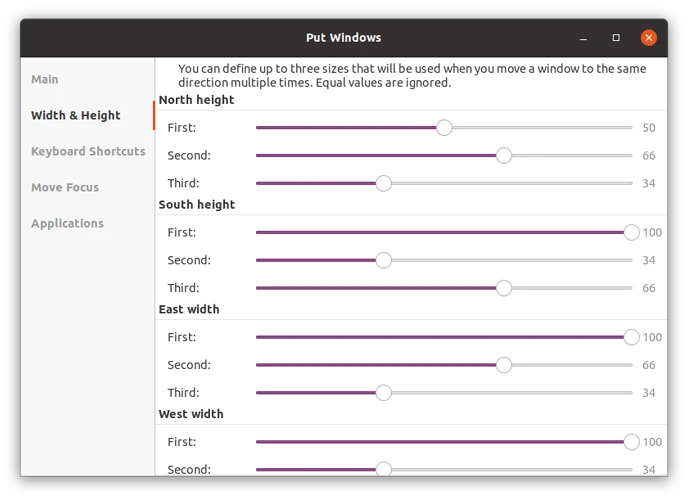 Put Windows
Main
Width & Height
Keyboard Shortcuts
Move Focus
Applications
You can define up to three sizes that will be used when you move a window to the same
direction multiple times. Equal values are ignored.
North height
First: 50
Second: 66
Third: 34
South height
First: 100
Second: 34
Third: 66
East width
First: 100
Second: 66
Third: 34
West width
First: 100
Second: 34